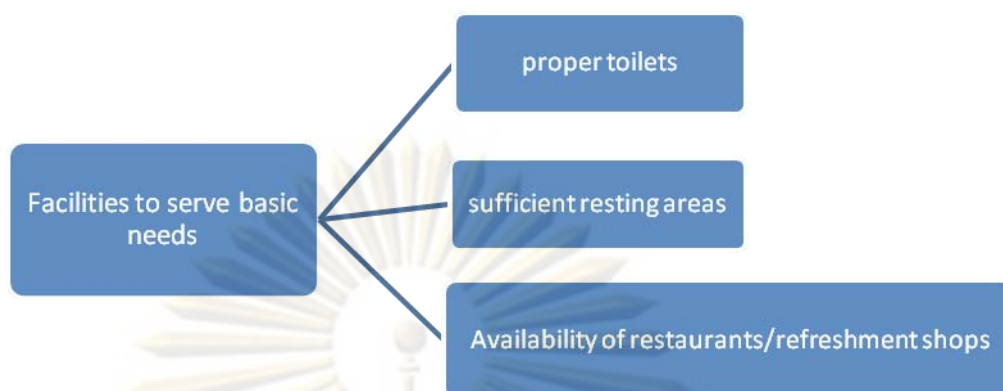 proper toilets
Facilities to serve basic
needs
sufficient resting areas
Availability of restaurants/refreshment shops